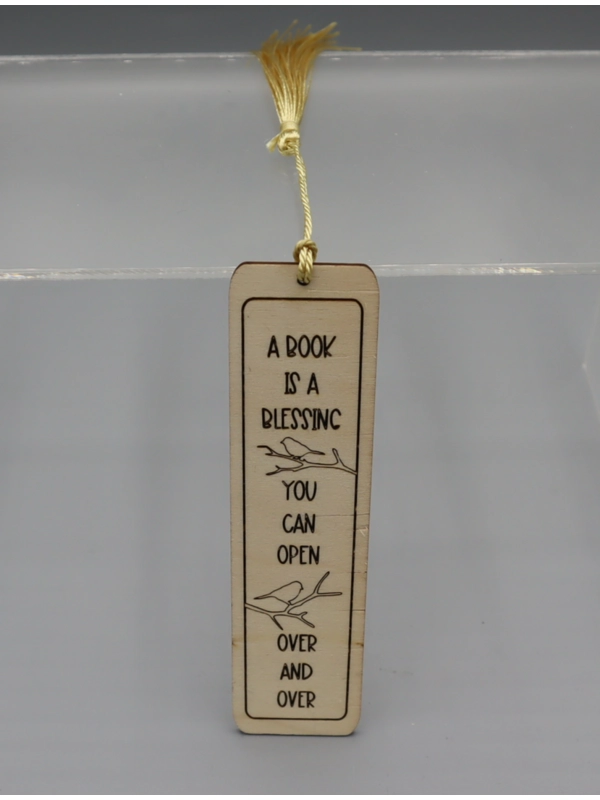 A BOOK
IS A
BLESSING
YOU
CAN
OPEN
OVER
AND
OVER